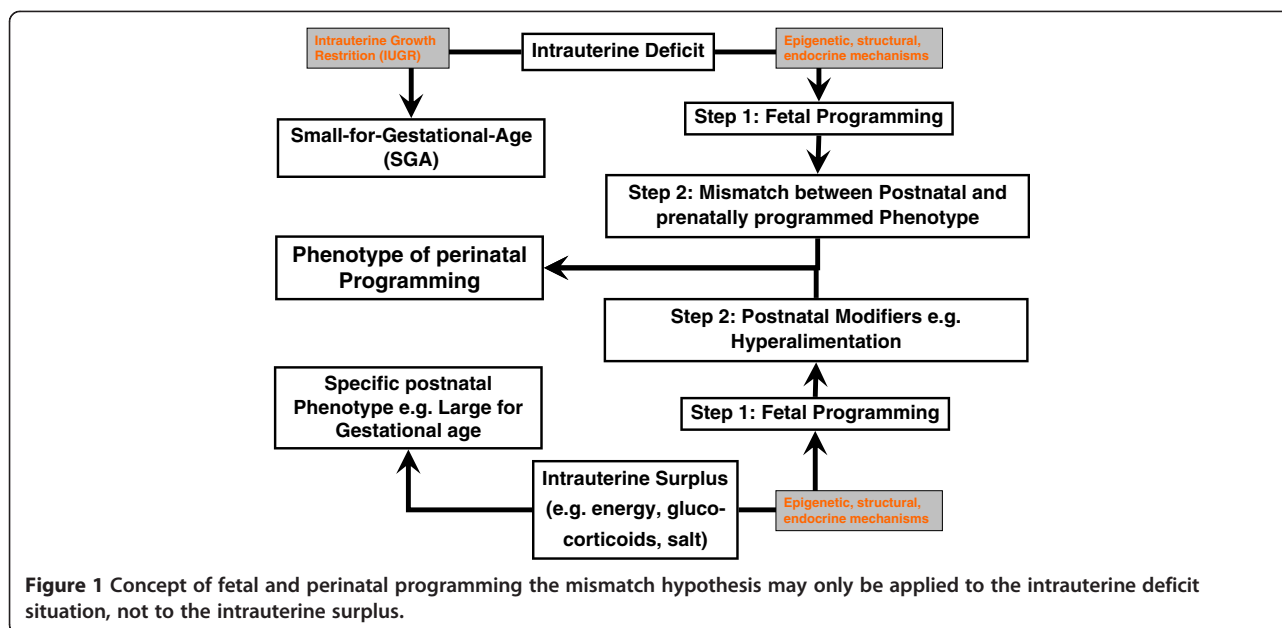 Intrauterine Growth
Restrition (IUGR)
Intrauterine Deficit
Epigenetic, structural,
endocrine mechanisms
Small-for-Gestational-Age
(SGA)
Step 1: Fetal Programming
Step 2: Mismatch between Postnatal and
prenatally programmed Phenotype
Phenotype of perinatal
Programming
Step 2: Postnatal Modifiers e.g.
Hyperalimentation
Specific postnatal
Phenotype e.g. Large for
Gestational age
Step 1: Fetal Programming
Intrauterine Surplus
(e.g. energy, gluco-
corticoids, salt)
Epigenetic, structural,
endocrine mechanisms
Figure 1 Concept of fetal and perinatal programming the mismatch hypothesis may only be applied to the intrauterine deficit
situation, not to the intrauterine surplus.